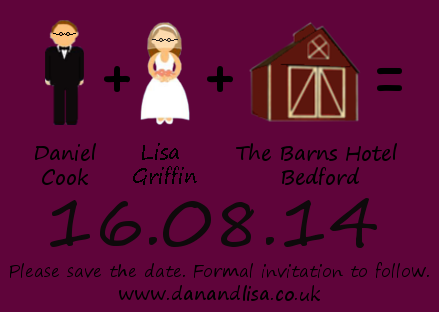 + + =
Daniel Lisa The Barns Hotel
Cook Griffin Bedford
16.08.14
Please save the date. Formal invitation to follow.
www.danandlisa.co.uk